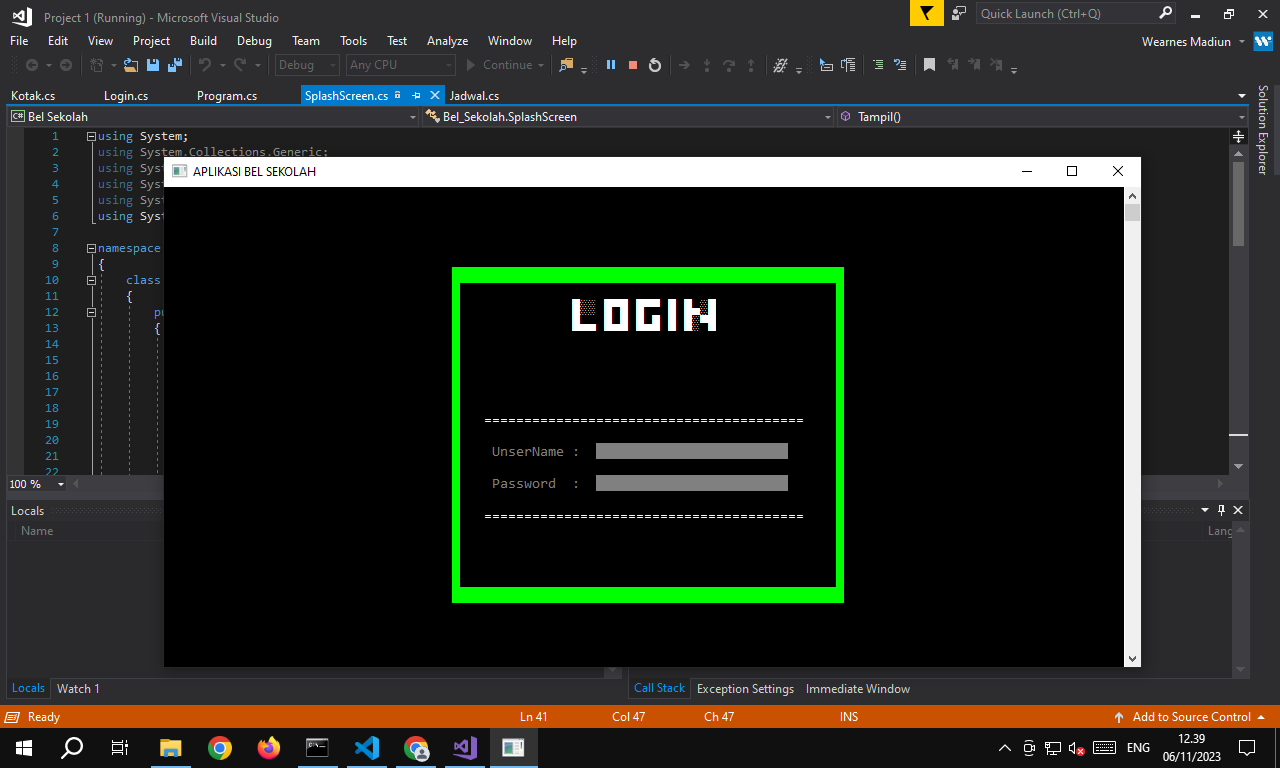 Project 1 (Running) - Microsoft Visual Studio
Quick Launch (Ctrl+Q)
File Edit View Project Build Debug Team Tools Test Analyze Window Help
Wearnes Madiun
Debug Any CPU Continue
Kotak.cs Login.cs Program.cs SplashScreen.cs Jadwal.cs
Solution Explorer
C# Bel Sekolah Bel_Sekolah.SplashScreen Tampil()
1 using System;
2 using System.Collections.Generic;
3 using Syst
4 using Syst
5 using Syst
6 using Syst
7
8 namespace
9 {
10 class
11 {
12 pu
13 {
14
15
16
17
18
19
20
21
22
APLIKASI BEL SEKOLAH
LOGIN
========================================
UnserName :
Password :
========================================
100 %
Locals
Name
Lang
Locals Watch 1
Call Stack Exception Settings Immediate Window
Ready Ln 41 Col 47 Ch 47 INS Add to Source Control
ENG
12.39
06/11/2023